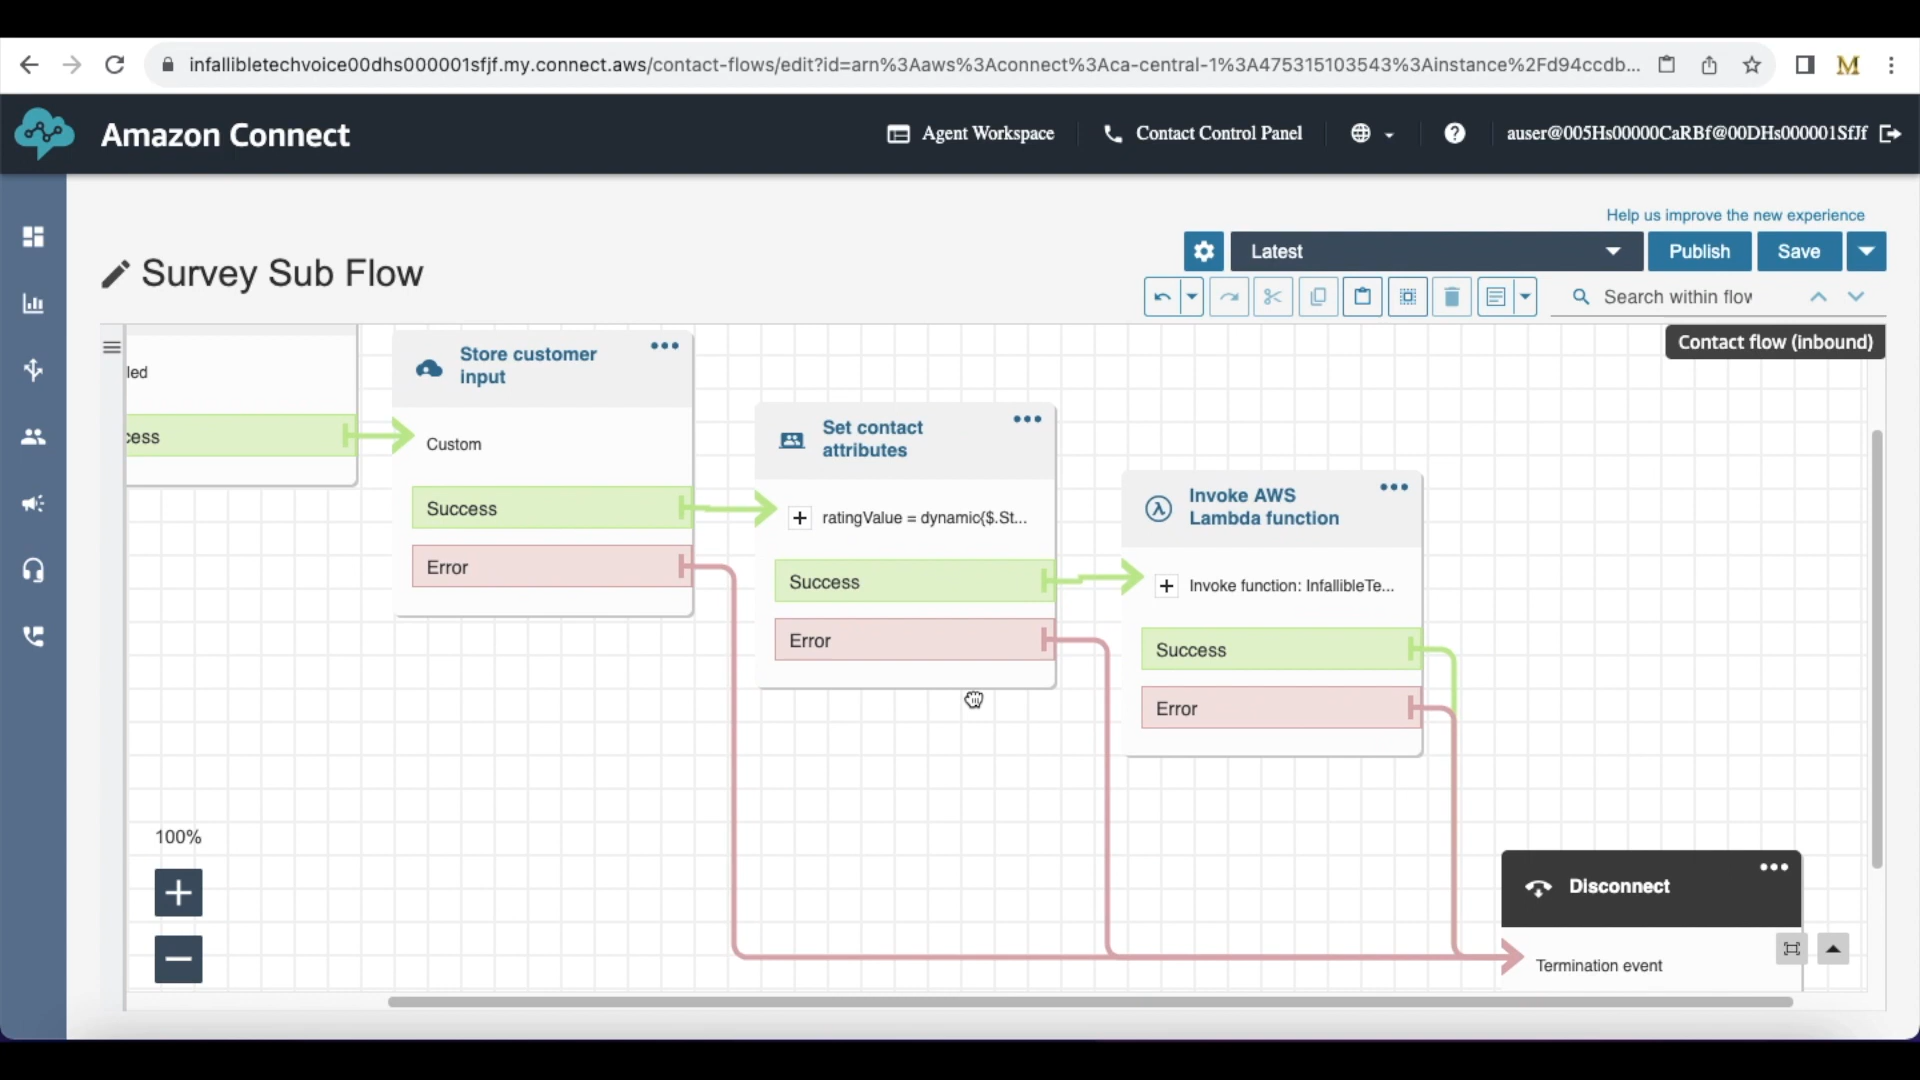 infallibletechvoice00dhs000001sfjf.my.connect.aws/contact-flows/edit?id=arn%3Aaws%3Aconnect%3Aca-central-1%3A475315103543%3Ainstance%2Fd94ccdb...
Amazon Connect
Agent Workspace
Contact Control Panel
auser@005Hs00000CaRBf@00DHs000001SfJf
Help us improve the new experience
Survey Sub Flow
Latest
Publish
Save
Search within flow
Contact flow (inbound)
led
cess
Store customer
input
Custom
Success
Error
Set contact
attributes
ratingValue = dynamic($.St...
Success
Error
Invoke AWS
Lambda function
Invoke function: InfallibleTe...
Success
Error
100%
Disconnect
Termination event